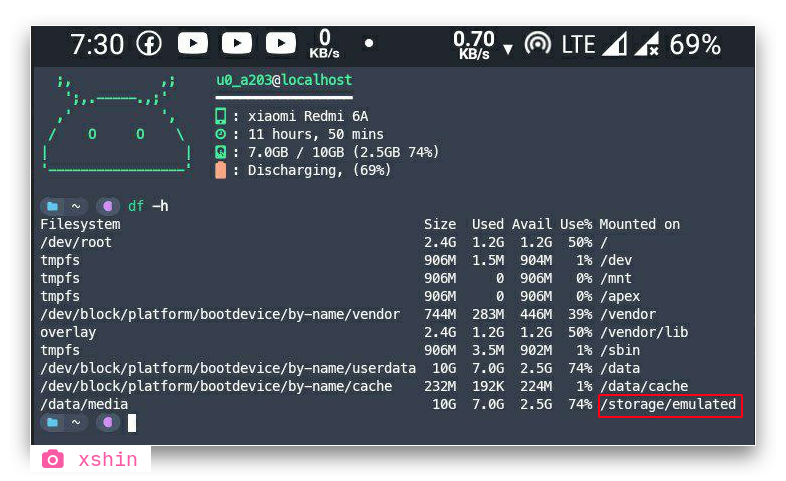 7:30 0 KB/s 0.70 KB/s LTE 69%
u0_a203@localhost
: xiaomi Redmi 6A
: 11 hours, 50 mins
: 7.0GB / 10GB (2.5GB 74%)
: Discharging, (69%)
~ df -h
Filesystem Size Used Avail Use% Mounted on
/dev/root 2.4G 1.2G 1.2G 50% /
tmpfs 906M 1.5M 904M 1% /dev
tmpfs 906M 0 906M 0% /mnt
tmpfs 906M 0 906M 0% /apex
/dev/block/platform/bootdevice/by-name/vendor 744M 283M 446M 39% /vendor
overlay 2.4G 1.2G 1.2G 50% /vendor/lib
tmpfs 906M 3.5M 902M 1% /sbin
/dev/block/platform/bootdevice/by-name/userdata 10G 7.0G 2.5G 74% /data
/dev/block/platform/bootdevice/by-name/cache 232M 192K 224M 1% /data/cache
/data/media 10G 7.0G 2.5G 74% /storage/emulated
~
xshin